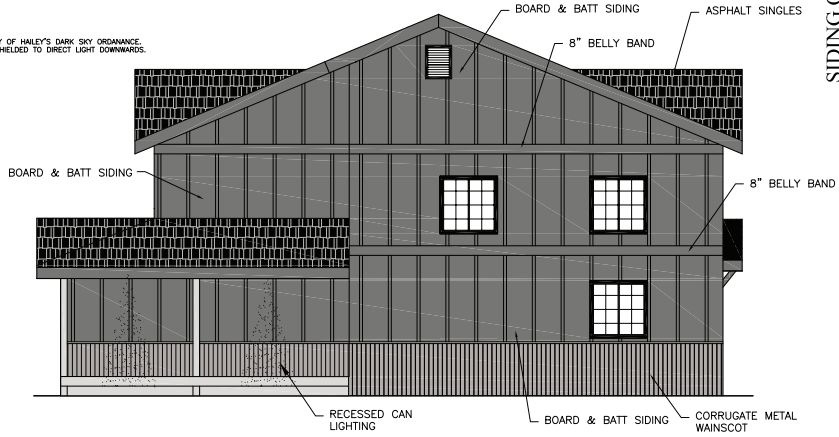 BOARD & BATT SIDING
ASPHALT SINGLES
Y OF HAILEY'S DARK SKY ORDANANCE.
HIELDED TO DIRECT LIGHT DOWNWARDS.
8" BELLY BAND
SIDING
BOARD & BATT SIDING
8" BELLY BAND
RECESSED CAN
LIGHTING
BOARD & BATT SIDING
CORRUGATE METAL
WAINSCOT